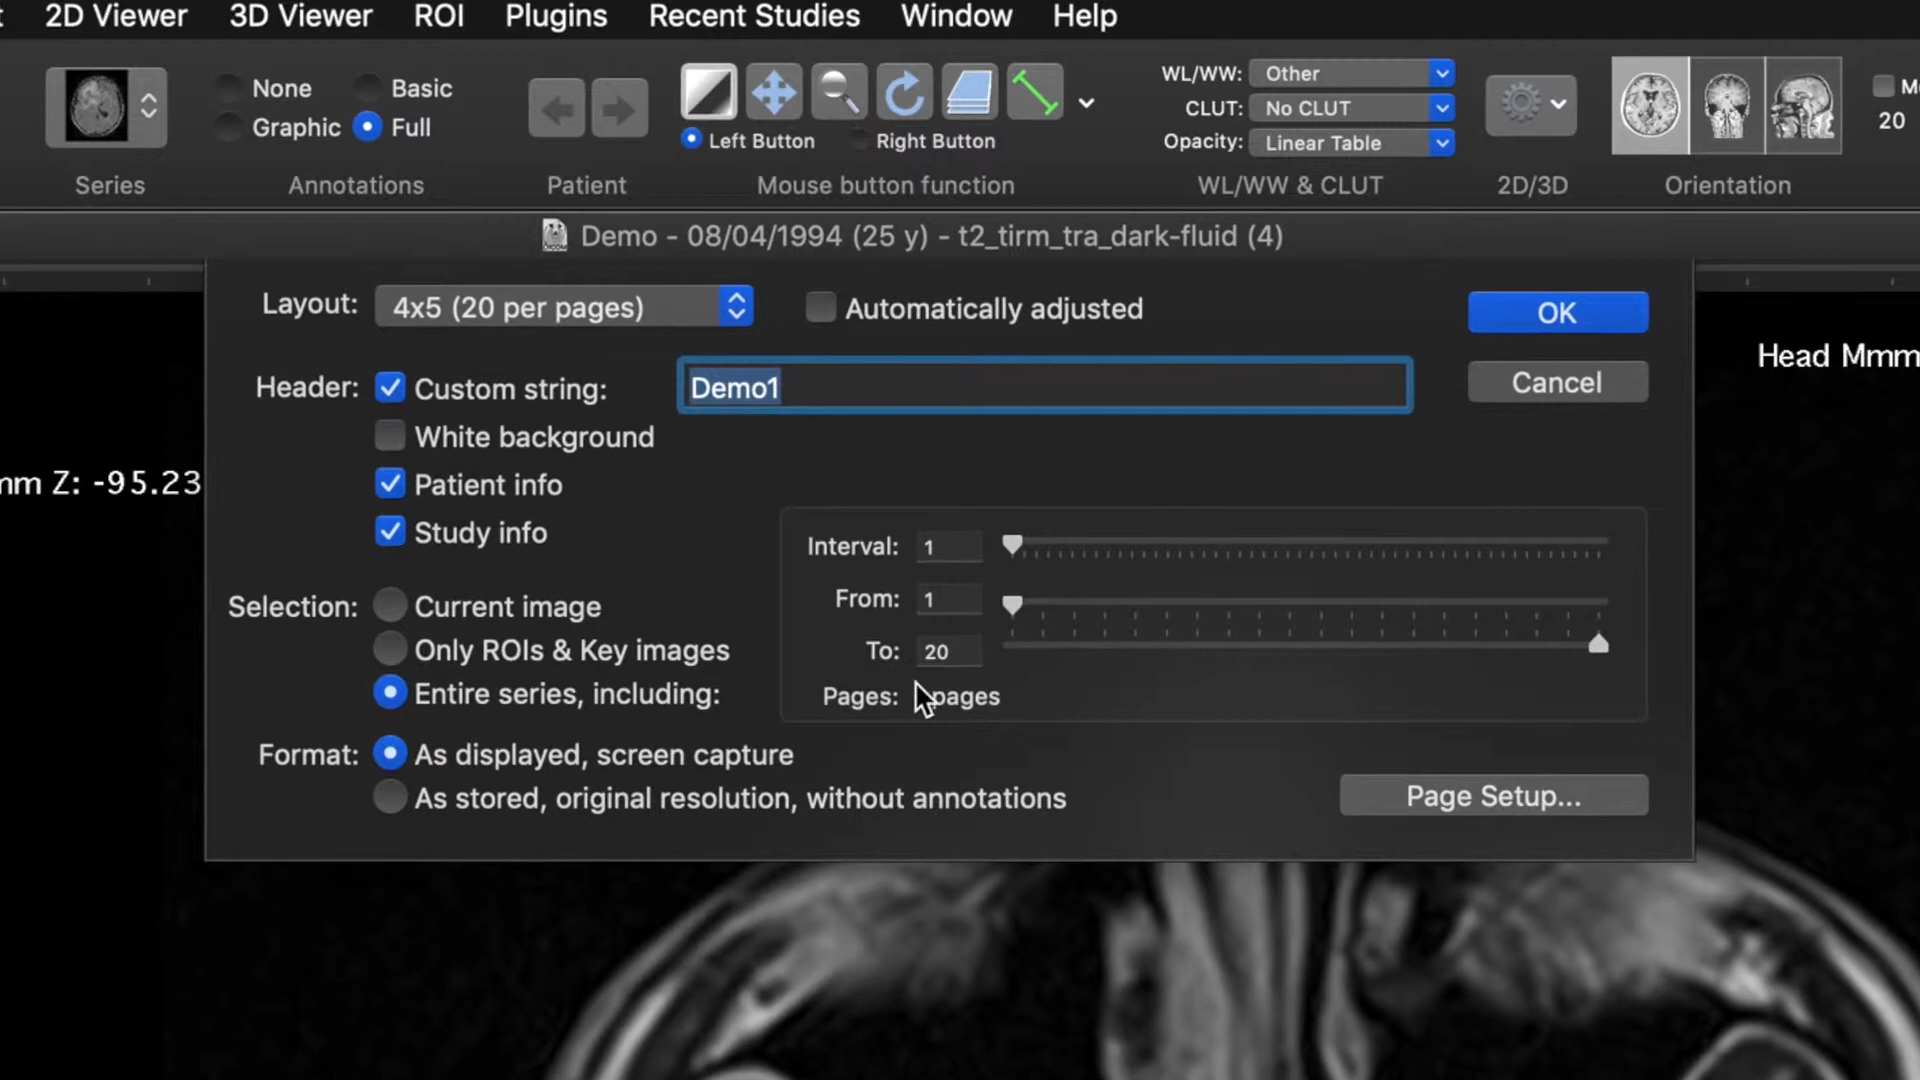 2D Viewer 3D Viewer ROI Plugins Recent Studies Window Help
None Basic
Graphic Full
Left Button Right Button
WL/WW: Other
CLUT: No CLUT
Opacity: Linear Table
20
Series Annotations Patient Mouse button function WL/WW & CLUT 2D/3D Orientation
Demo - 08/04/1994 (25 y) - t2_tirm_tra_dark-fluid (4)
Layout: 4x5 (20 per pages) Automatically adjusted OK
Head Mmm
Header: Custom string: Demo1 Cancel
White background
mm Z: -95.23
Patient info
Study info
Interval: 1
From: 1
To: 20
Pages: pages
Selection: Current image
Only ROIs & Key images
Entire series, including:
Format: As displayed, screen capture
As stored, original resolution, without annotations
Page Setup...